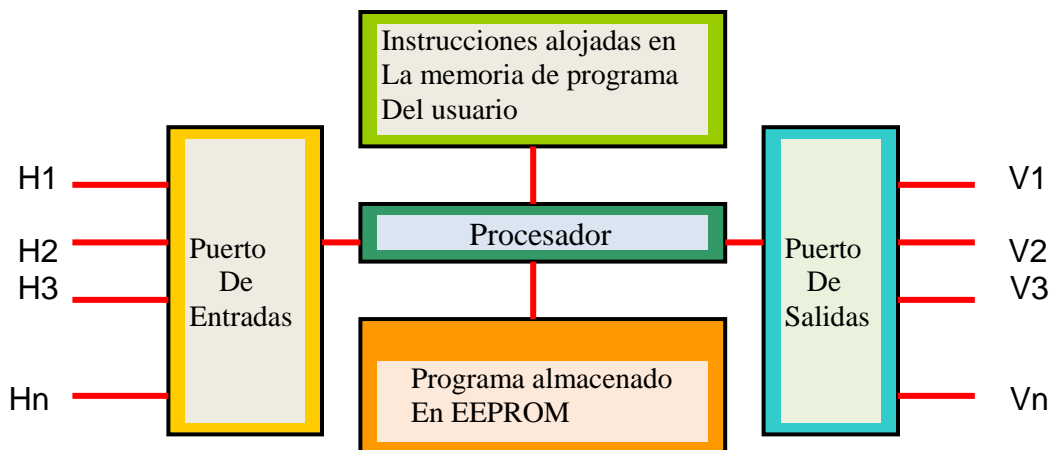 Instrucciones alojadas en
La memoria de programa
Del usuario
H1
H2
H3
Hn
Puerto
De
Entradas
Procesador
Programa almacenado
En EEPROM
Puerto
De
Salidas
V1
V2
V3
Vn